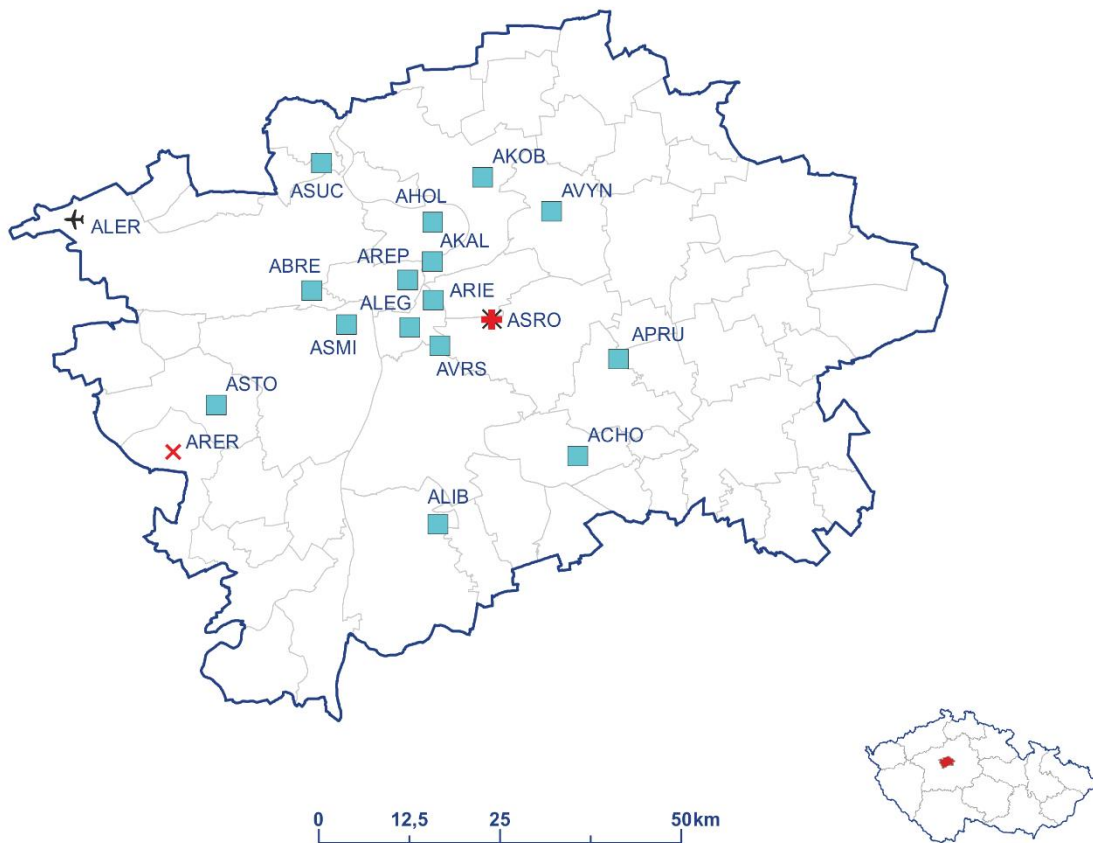 AKOB
ASUC
AVYN
AHOL
ALER
AKAL
AREP
ABRE
ARIE
ALEG
ASRO
ASMI
APRU
AVRS
ASTO
ARER
ACHO
ALIB
0 12,5 25 50km